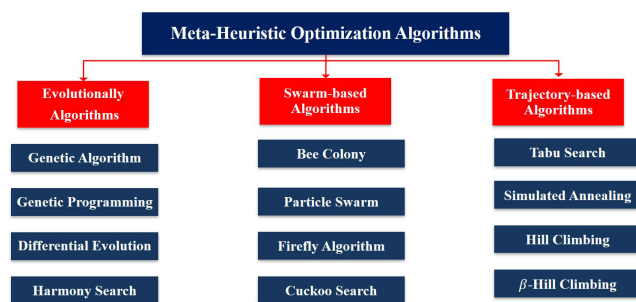 Meta-Heuristic Optimization Algorithms
Evolutionally
Algorithms
Swarm-based
Algorithms
Trajectory-based
Algorithms
Genetic Algorithm
Genetic Programming
Differential Evolution
Harmony Search
Bee Colony
Particle Swarm
Firefly Algorithm
Cuckoo Search
Tabu Search
Simulated Annealing
Hill Climbing
β-Hill Climbing